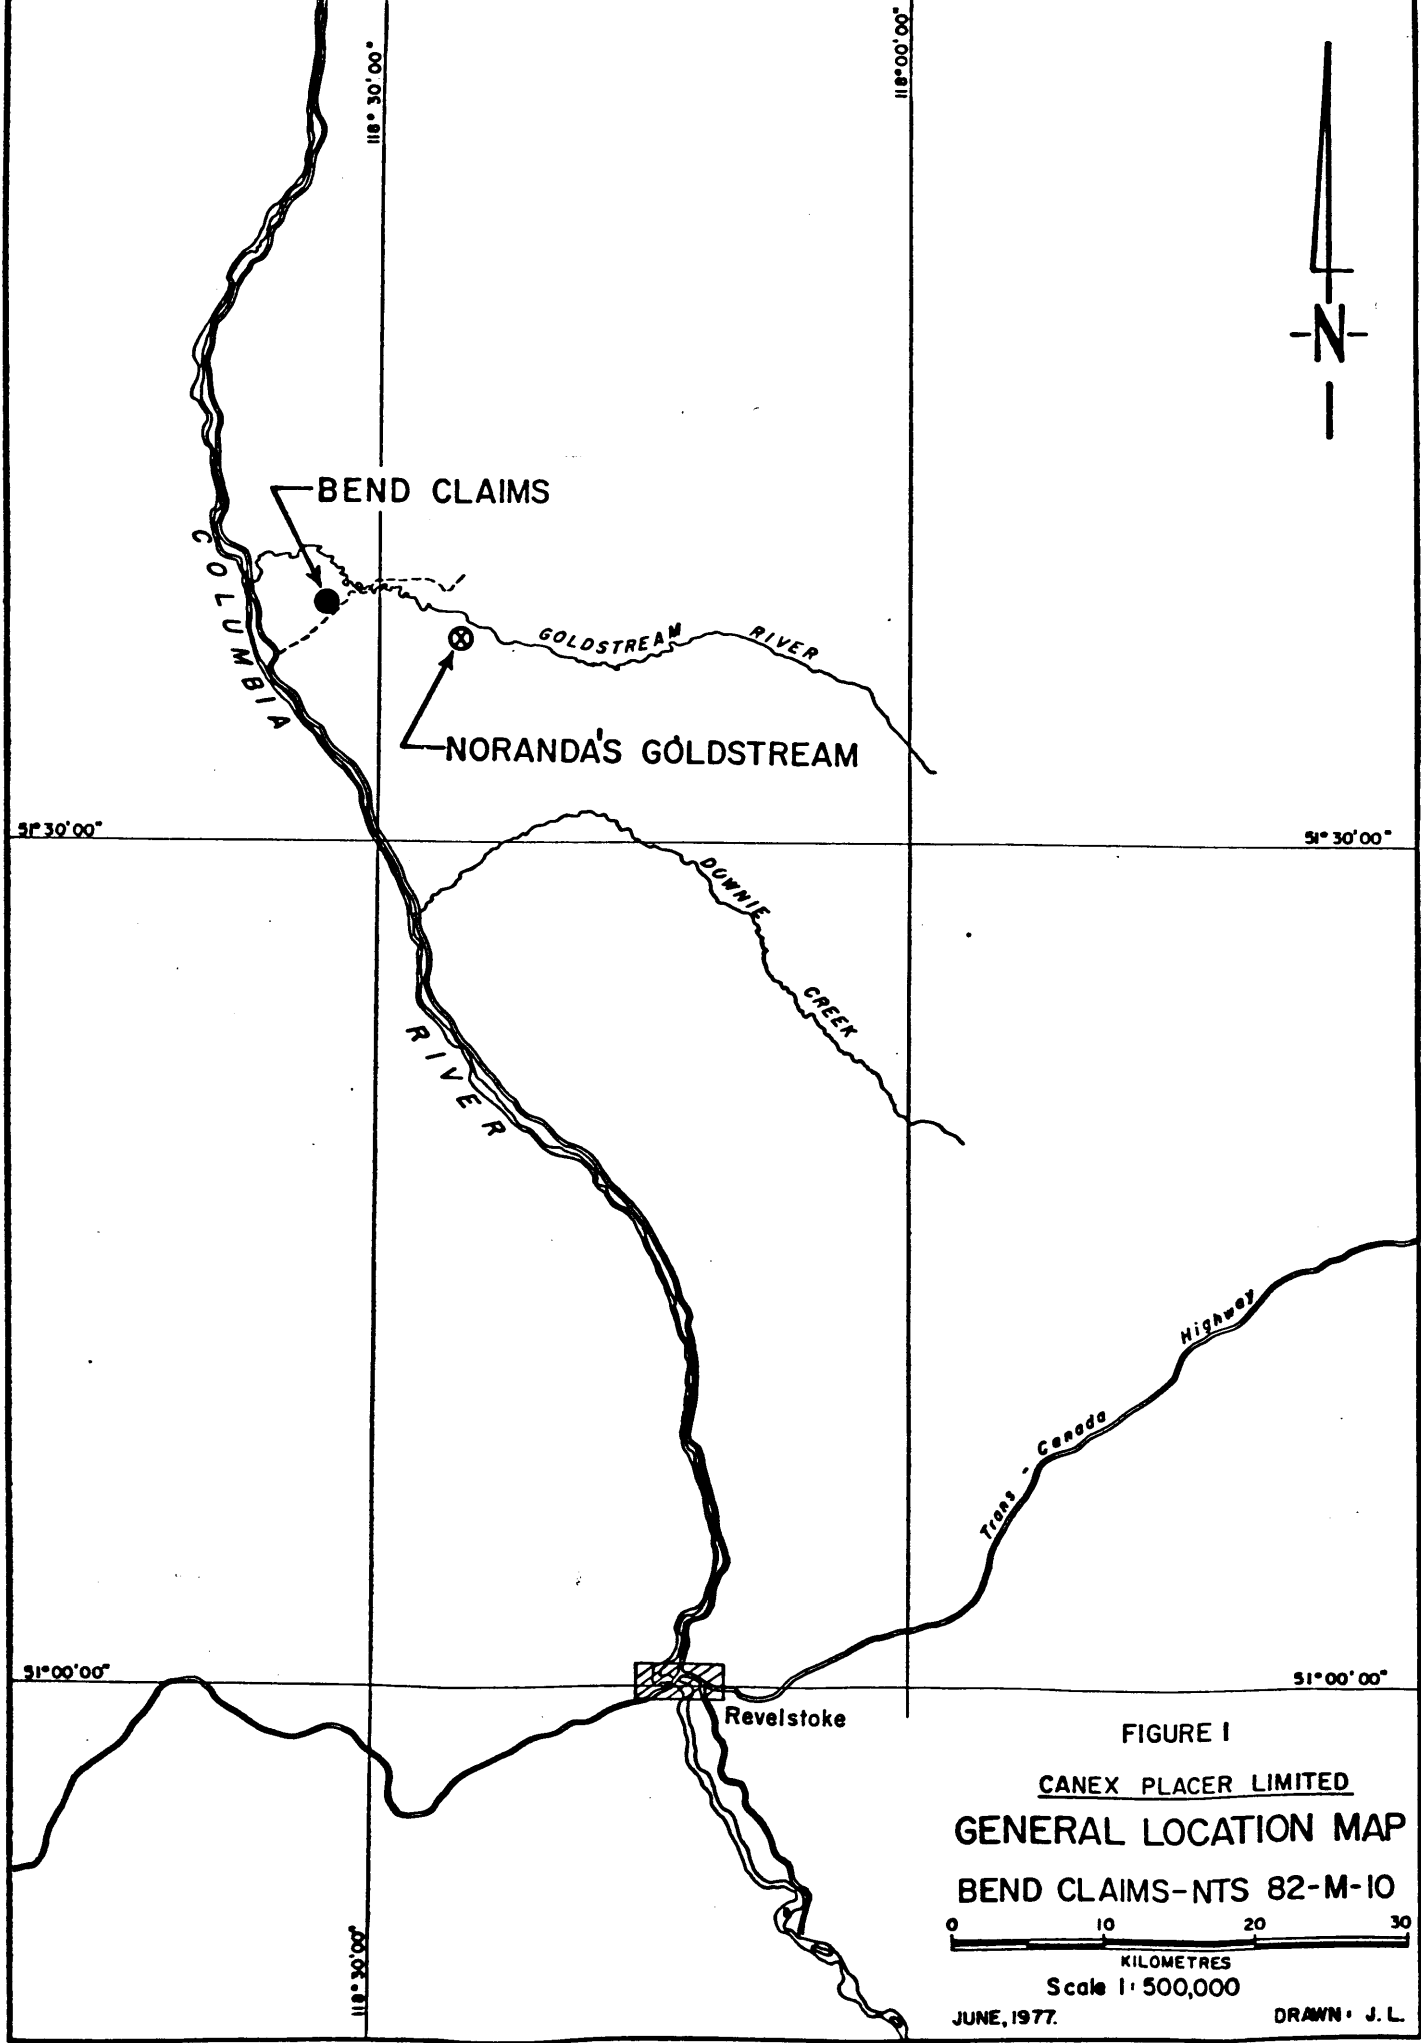 118° 30' 00"
118°00'00"
N
BEND CLAIMS
COLUMBIA
GOLDSTREAM RIVER
NORANDA'S GOLDSTREAM
51°30'00"
51°30'00"
DOWNIE CREEK
RIVER
Trans - Canada Highway
51°00'00"
51°00'00"
Revelstoke
118°30'00"
FIGURE 1
CANEX PLACER LIMITED
GENERAL LOCATION MAP
BEND CLAIMS-NTS 82-M-10
0 10 20 30
KILOMETRES
Scale 1:500,000
JUNE, 1977. DRAWN: J. L.